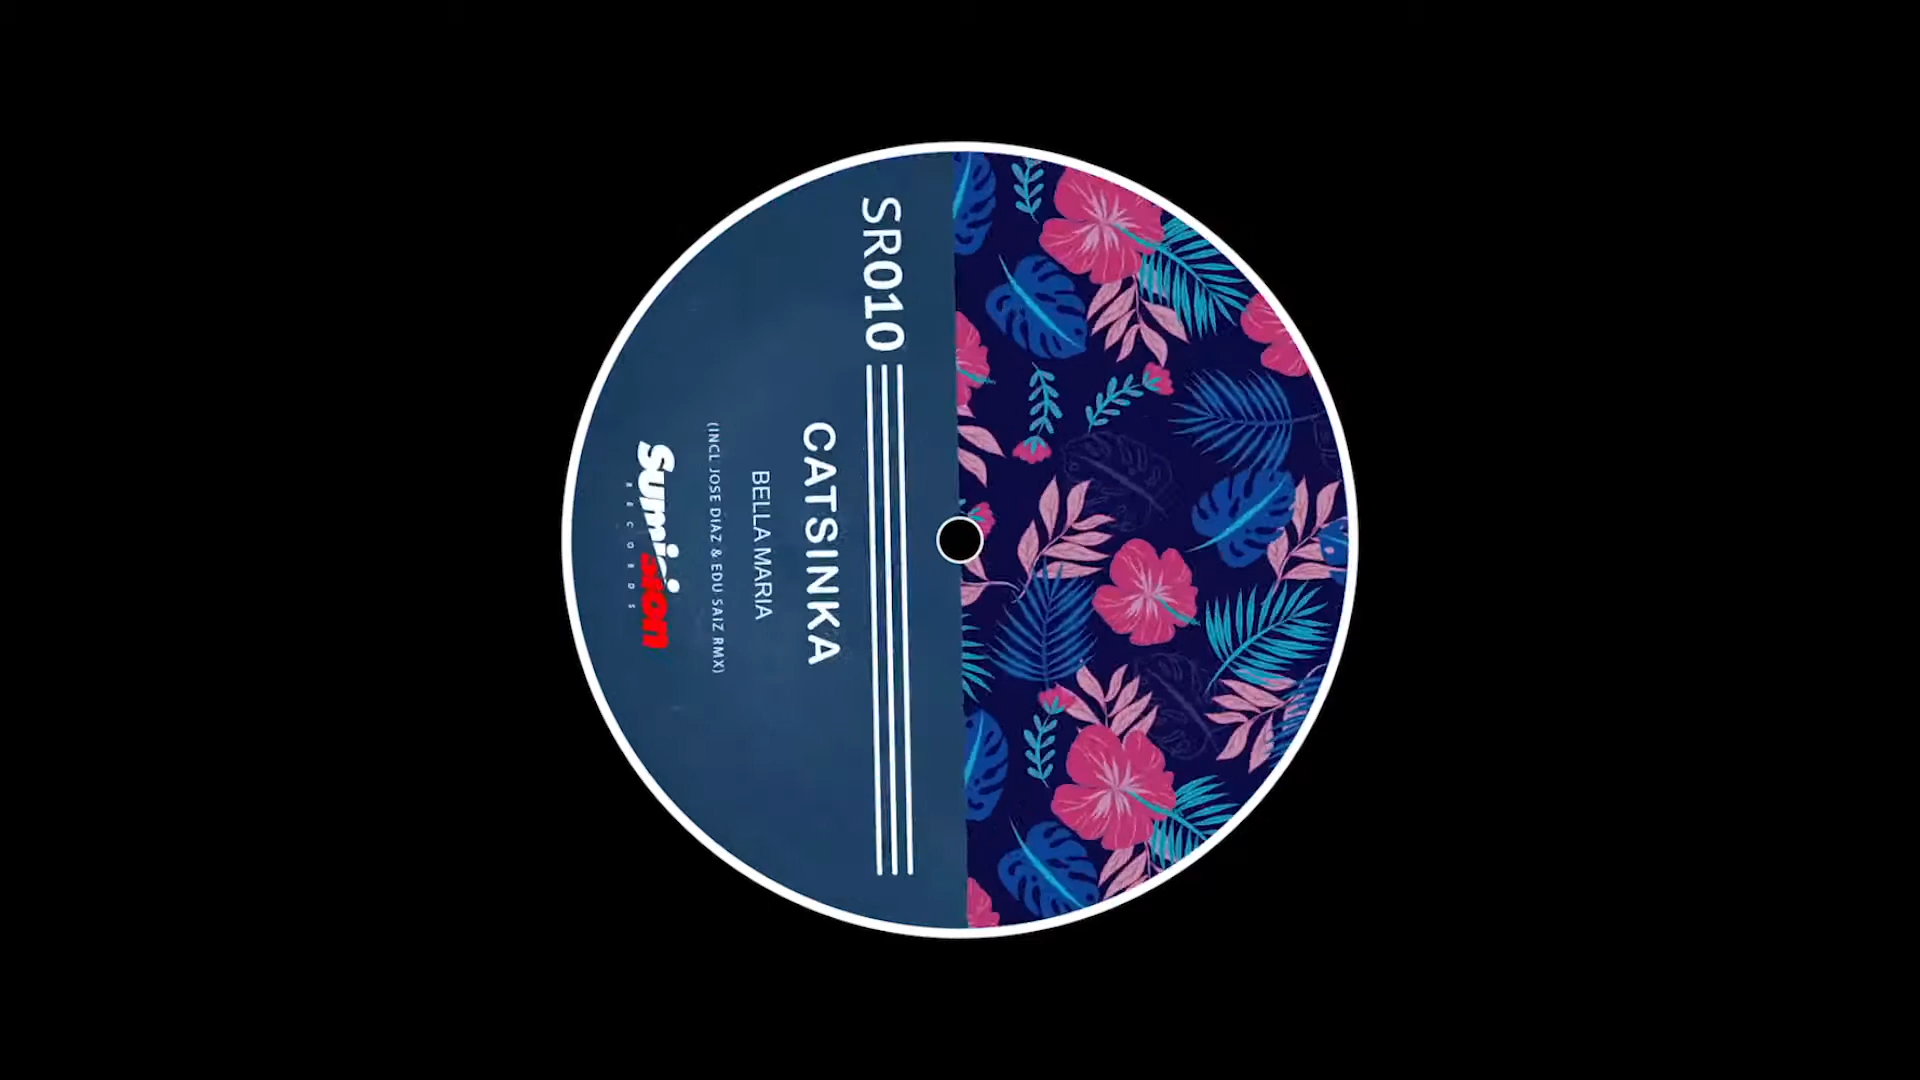 SR010
CATSINKA
BELLA MARIA
(INCL JOSE DIAZ & EDU SAIZ RMX)
Sumission
RECORDS